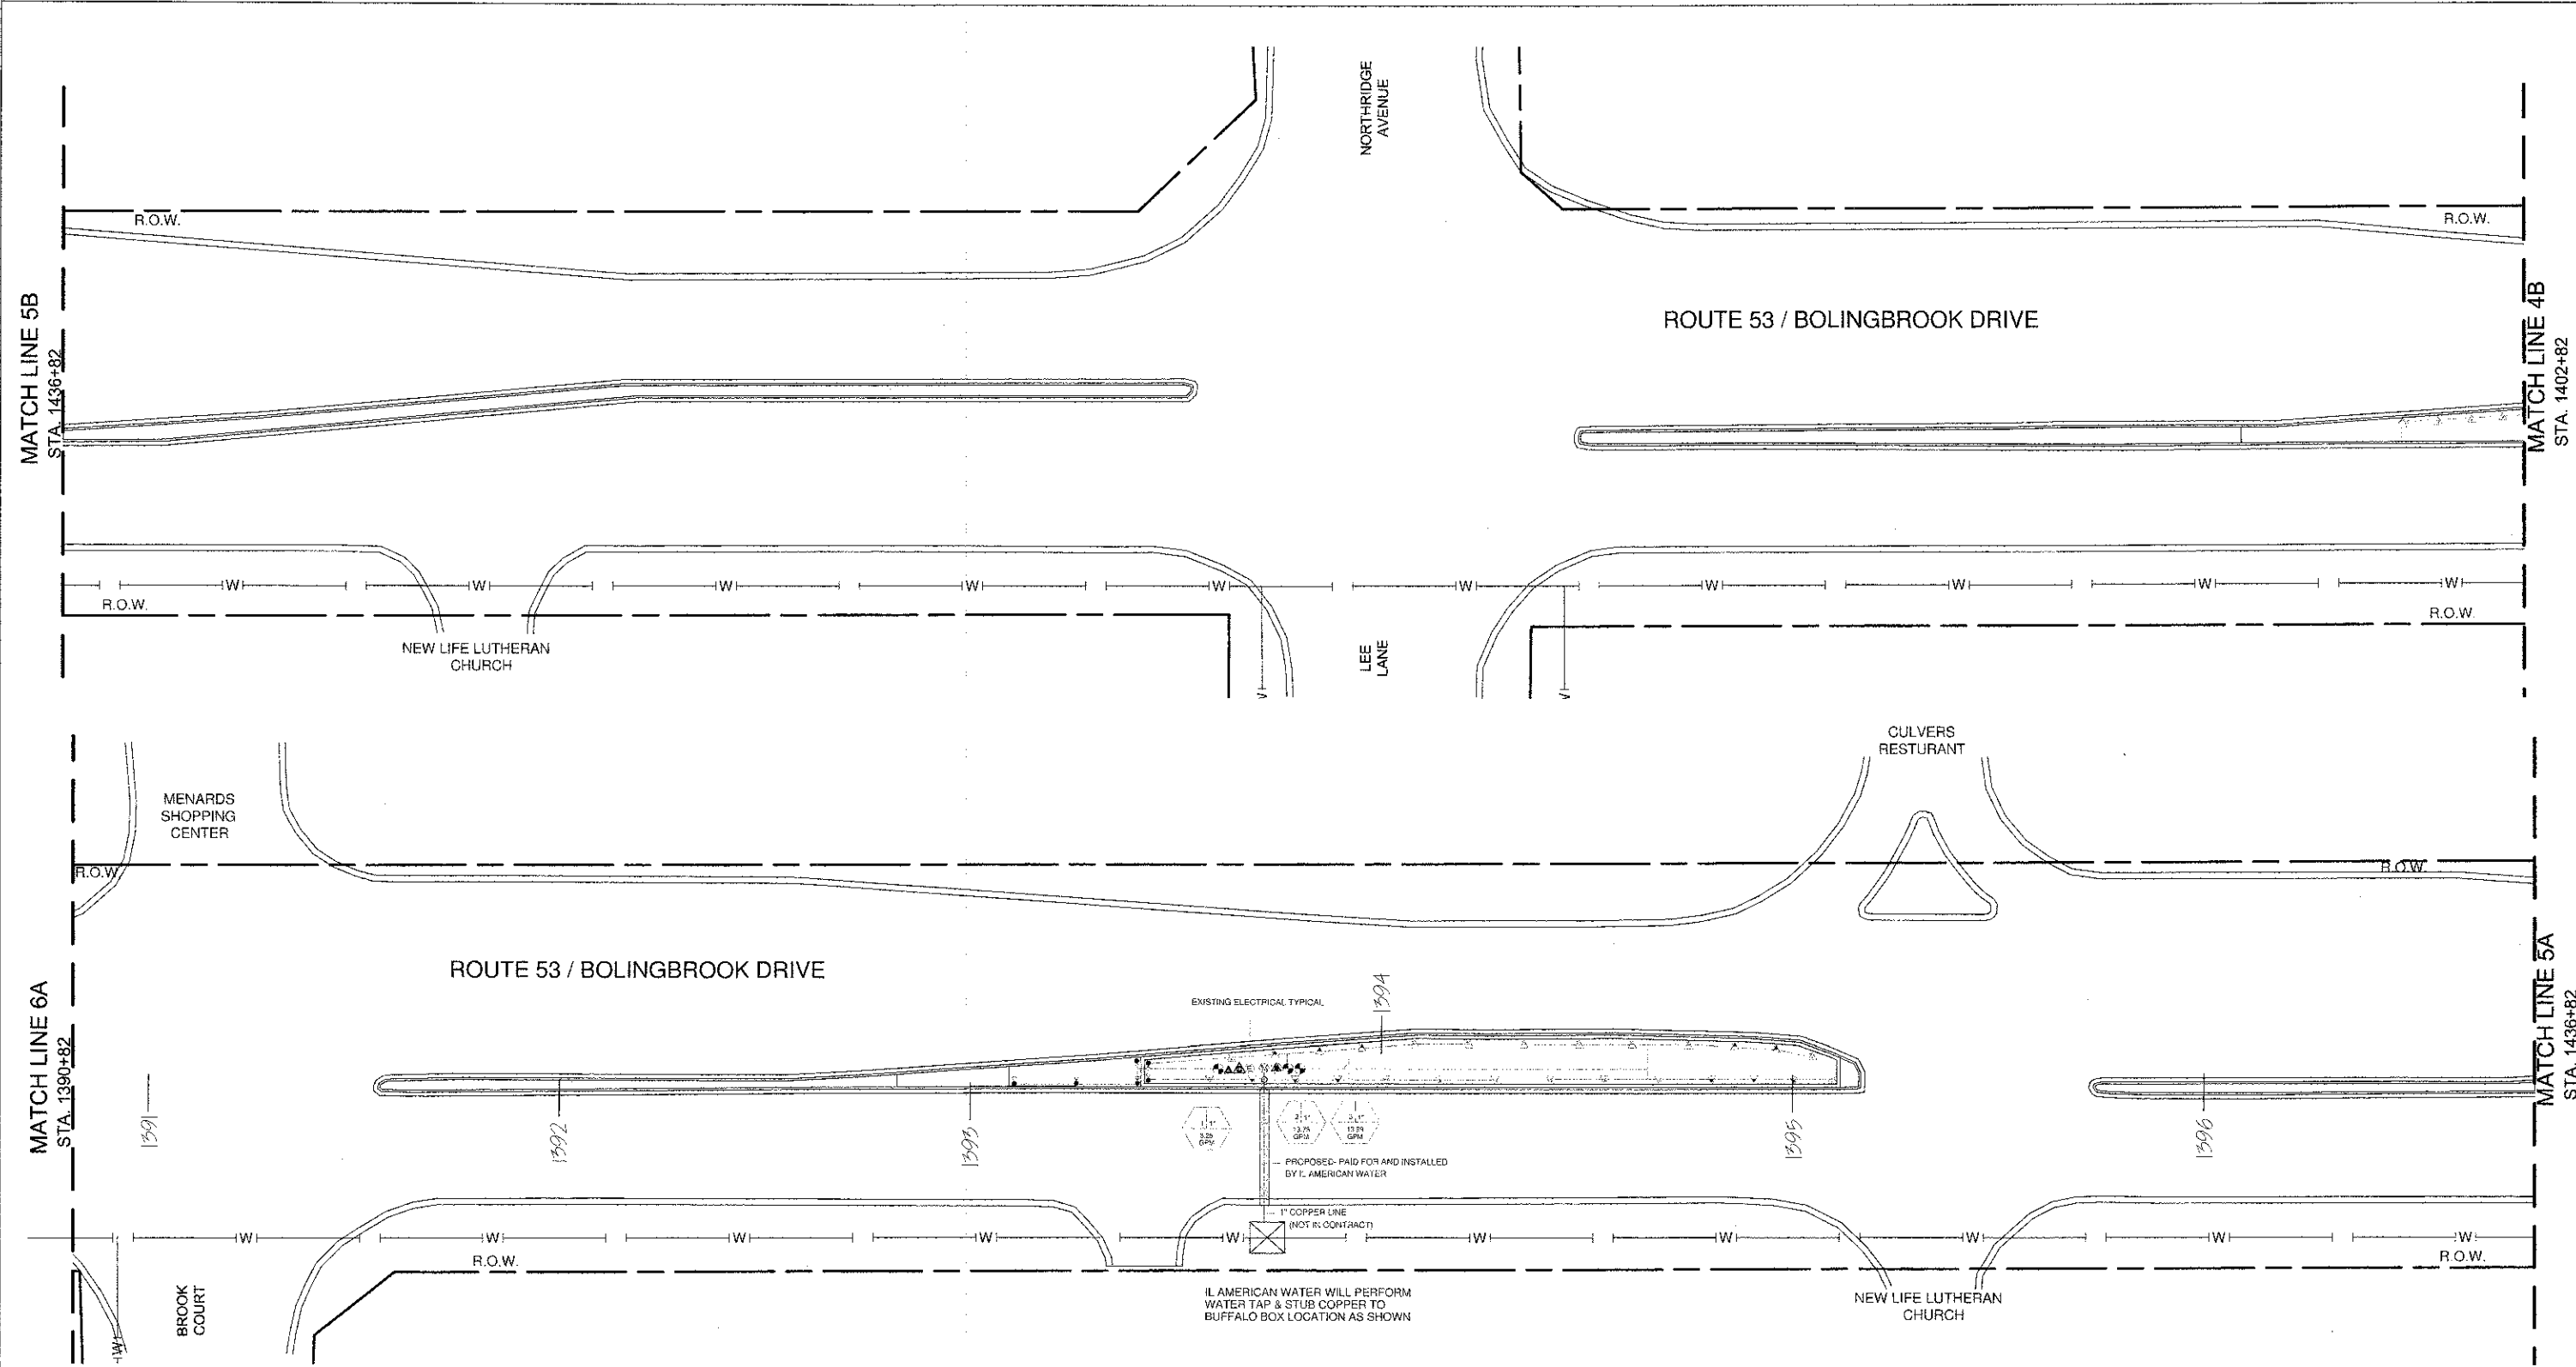 NORTHRIDGE
AVENUE
R.O.W.
R.O.W.
MATCH LINE 5B
STA. 1436+82
ROUTE 53 / BOLINGBROOK DRIVE
MATCH LINE 4B
STA. 1402+82
W W W W W W W W W W
R.O.W.
R.O.W.
NEW LIFE LUTHERAN
CHURCH
LEE
LANE
CULVERS
RESTURANT
MENARDS
SHOPPING
CENTER
R.O.W.
R.O.W.
ROUTE 53 / BOLINGBROOK DRIVE
MATCH LINE 6A
STA. 1390+82
EXISTING ELECTRICAL TYPICAL
1394
MATCH LINE 5A
STA. 1436+82
1391
1392
1393
1395
1396
GPM
GPM
GPM
PROPOSED- PAID FOR AND INSTALLED
BY IL AMERICAN WATER
1" COPPER LINE
(NOT IN CONTRACT)
W W W W W W W W W W
R.O.W.
R.O.W.
W
BROOK
COURT
IL AMERICAN WATER WILL PERFORM
WATER TAP & STUB COPPER TO
BUFFALO BOX LOCATION AS SHOWN
NEW LIFE LUTHERAN
CHURCH